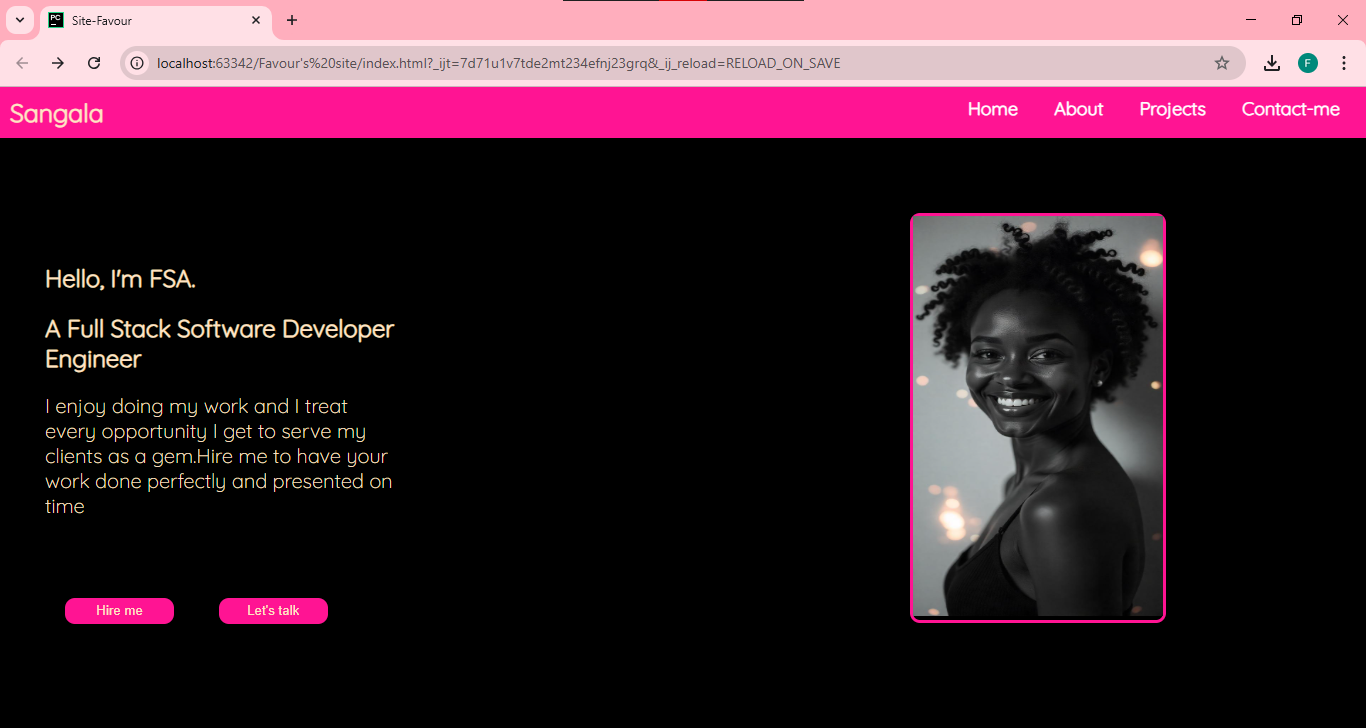 PC
Site-Favour
localhost:63342/Favour's%20site/index.html?_ijt=7d71u1v7tde2mt234efnj23grq&_ij_reload=RELOAD_ON_SAVE
F
Sangala
Home About Projects Contact-me
Hello, I'm FSA.
A Full Stack Software Developer
Engineer
I enjoy doing my work and I treat
every opportunity I get to serve my
clients as a gem.Hire me to have your
work done perfectly and presented on
time
Hire me Let's talk